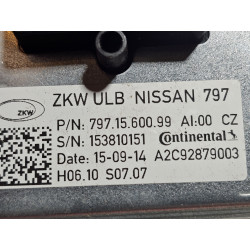 ZKW ZKW ULB NISSAN 797
P/N: 797.15.600.99 AI:00 CZ
S/N: 153810151 Continental
Date: 15-09-14 A2C92879003
H06.10 S07.07